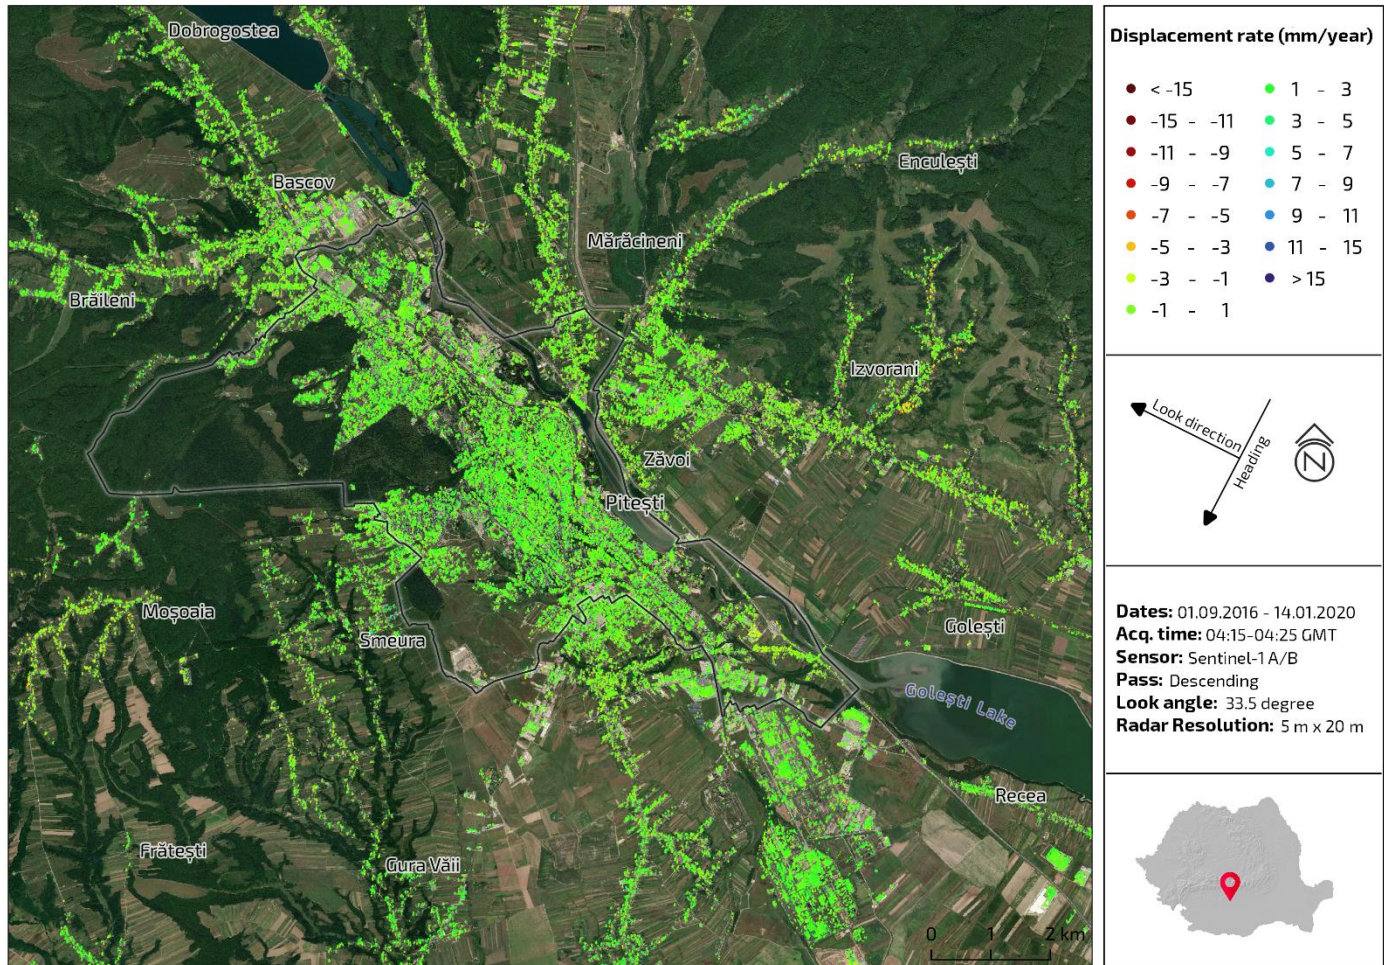 Dobrogostea
Bascov
Enculești
Mărăcineni
Brăileni
Izvorani
Zăvoi
Pitești
Moșoaia
Smeura
Golești
Golești Lake
Recea
Frătești
Gura Văii
0 1 2 km
Displacement rate (mm/year)
< -15
-15 - -11
-11 - -9
-9 - -7
-7 - -5
-5 - -3
-3 - -1
-1 - 1
1 - 3
3 - 5
5 - 7
7 - 9
9 - 11
11 - 15
> 15
Look direction
Heading
N
Dates: 01.09.2016 - 14.01.2020
Acq. time: 04:15-04:25 GMT
Sensor: Sentinel-1 A/B
Pass: Descending
Look angle: 33.5 degree
Radar Resolution: 5 m x 20 m